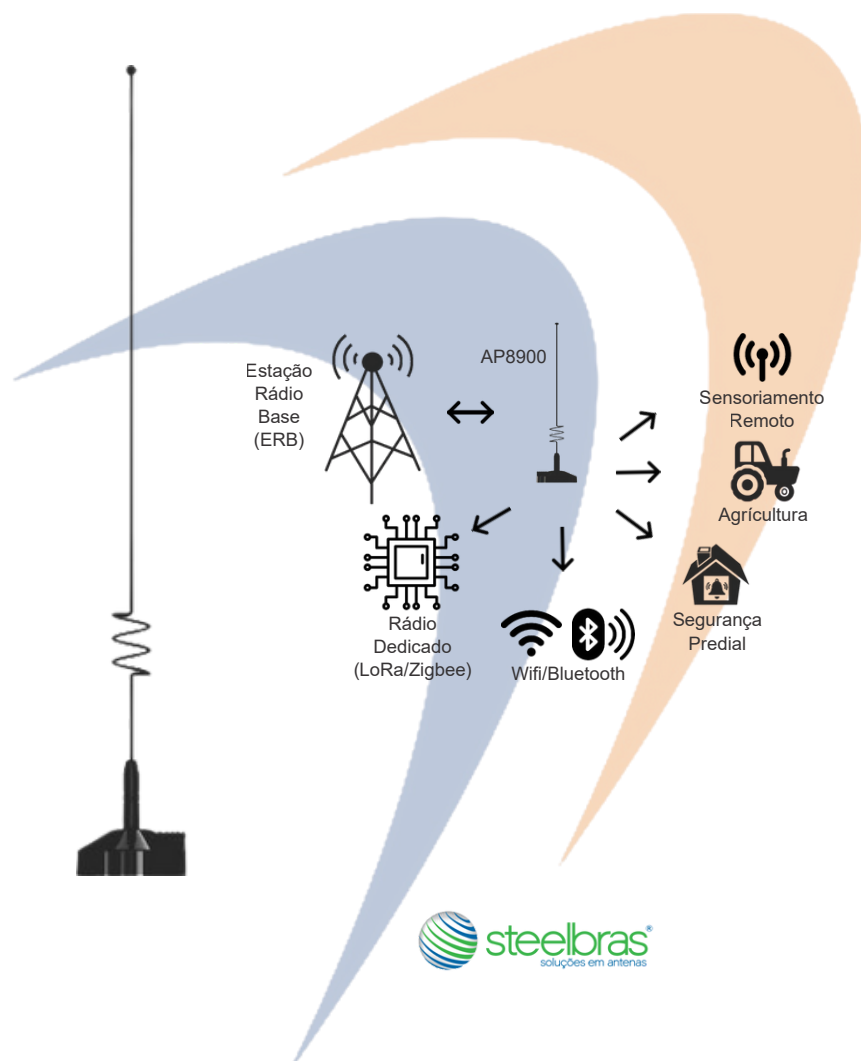 Estação
Rádio
Base
(ERB)
AP8900
Sensoriamento
Remoto
Agrícultura
Segurança
Predial
Rádio
Dedicado
(LoRa/Zigbee)
Wifi/Bluetooth
steelbras®
soluções em antenas